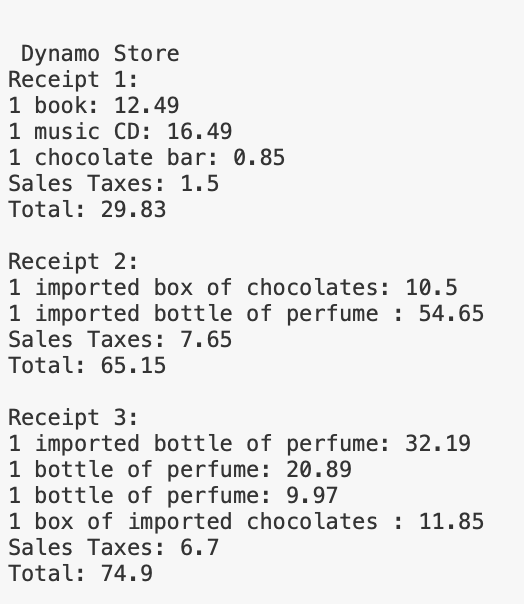 Dynamo Store
Receipt 1:
1 book: 12.49
1 music CD: 16.49
1 chocolate bar: 0.85
Sales Taxes: 1.5
Total: 29.83

Receipt 2:
1 imported box of chocolates: 10.5
1 imported bottle of perfume : 54.65
Sales Taxes: 7.65
Total: 65.15

Receipt 3:
1 imported bottle of perfume: 32.19
1 bottle of perfume: 20.89
1 bottle of perfume: 9.97
1 box of imported chocolates : 11.85
Sales Taxes: 6.7
Total: 74.9